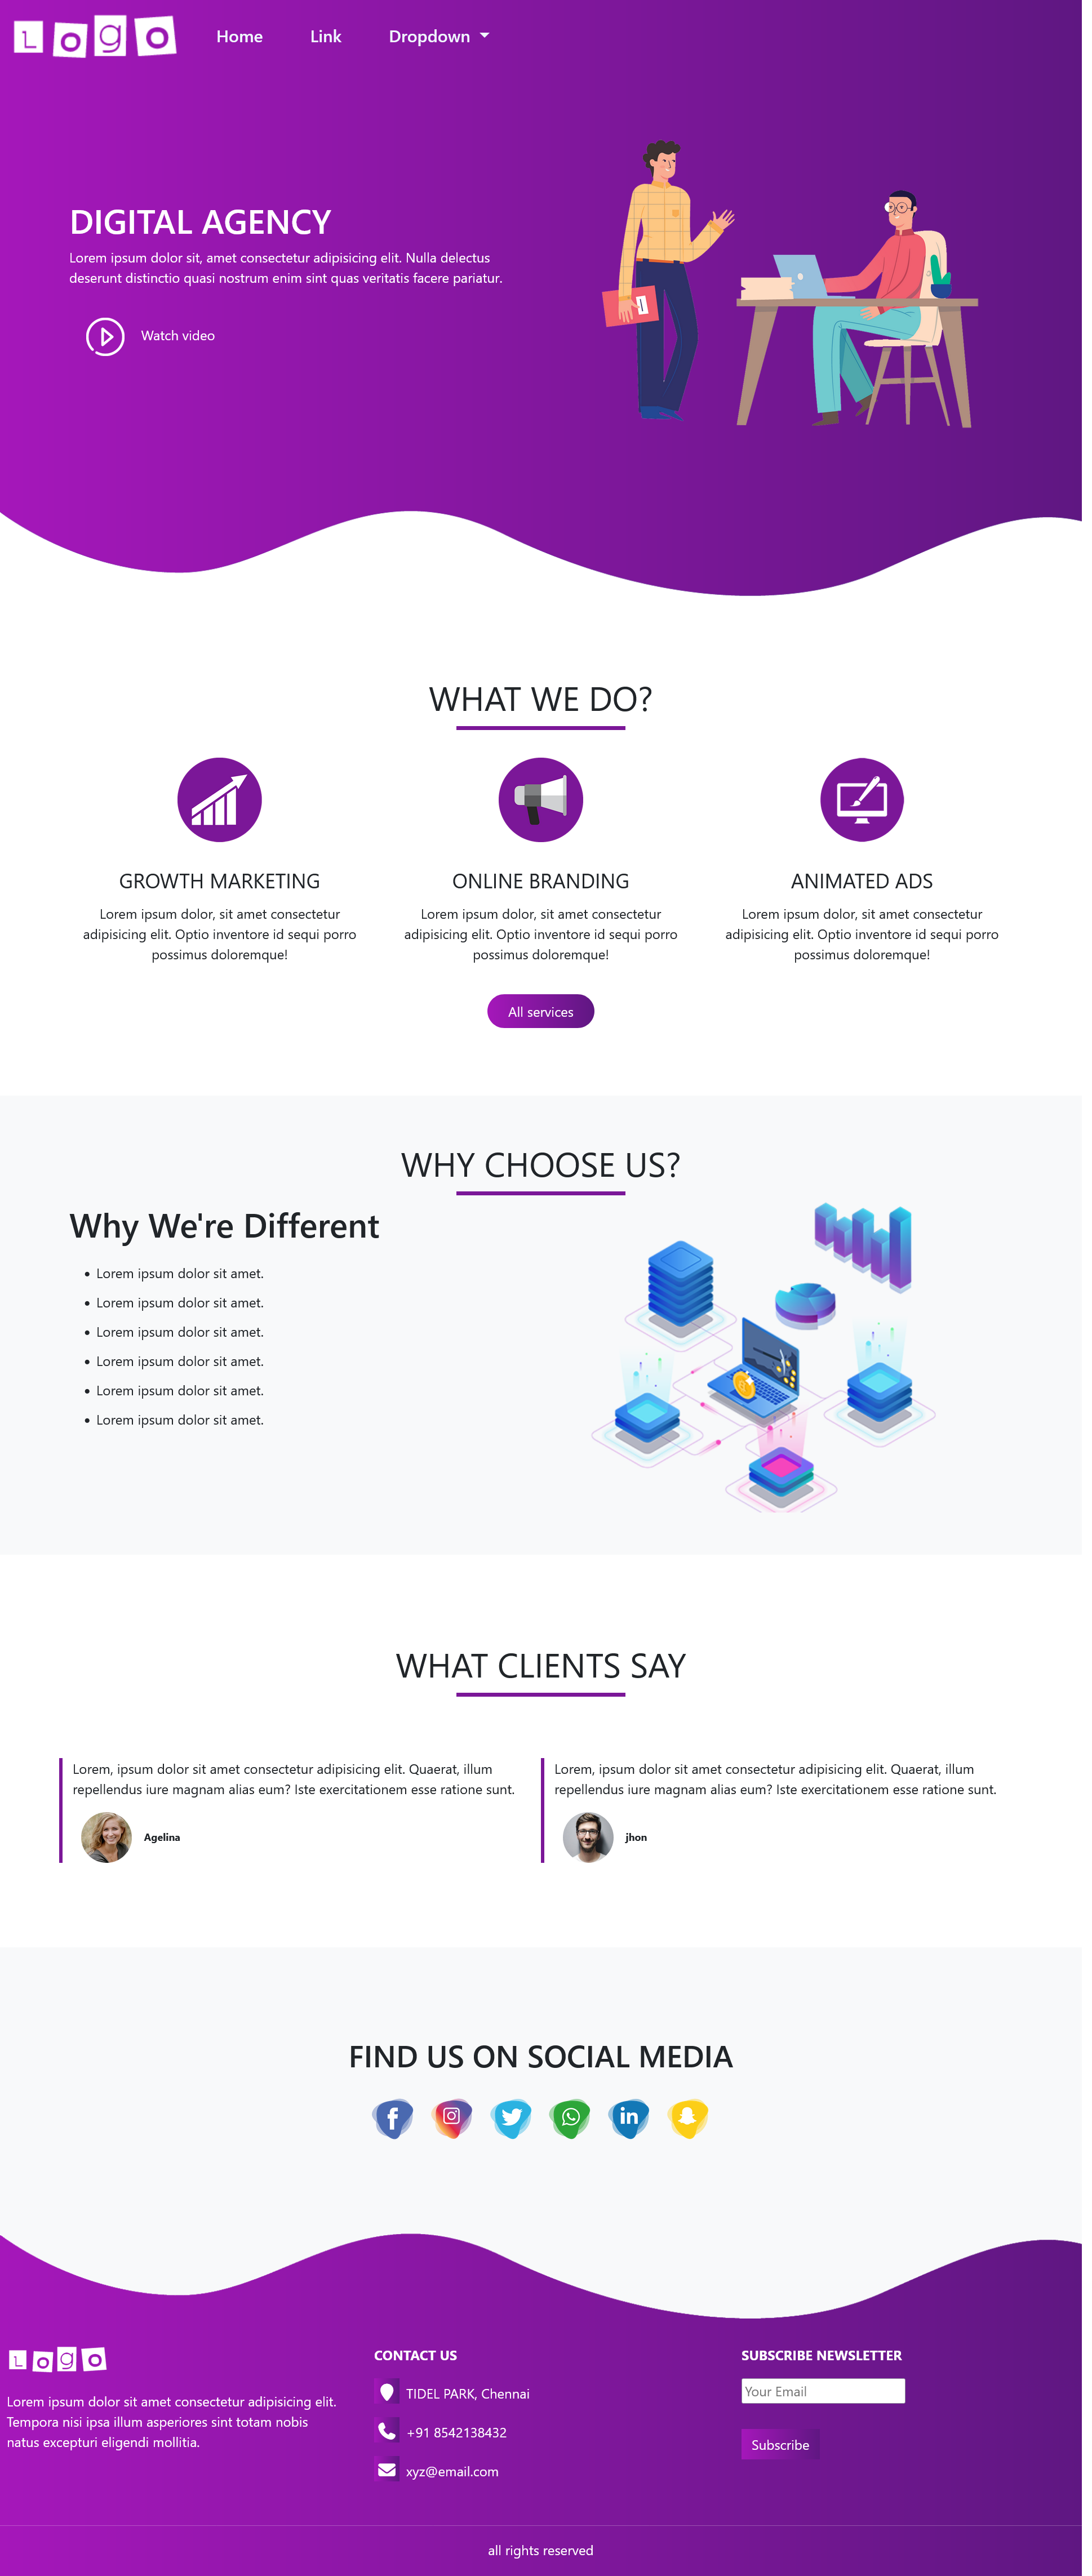 Logo
Home
Link
Dropdown
DIGITAL AGENCY
Lorem ipsum dolor sit, amet consectetur adipisicing elit. Nulla delectus
deserunt distinctio quasi nostrum enim sint quas veritatis facere pariatur.
Watch video
WHAT WE DO?
GROWTH MARKETING
Lorem ipsum dolor, sit amet consectetur
adipisicing elit. Optio inventore id sequi porro
possimus doloremque!
ONLINE BRANDING
Lorem ipsum dolor, sit amet consectetur
adipisicing elit. Optio inventore id sequi porro
possimus doloremque!
ANIMATED ADS
Lorem ipsum dolor, sit amet consectetur
adipisicing elit. Optio inventore id sequi porro
possimus doloremque!
All services
WHY CHOOSE US?
Why We're Different
Lorem ipsum dolor sit amet.
Lorem ipsum dolor sit amet.
Lorem ipsum dolor sit amet.
Lorem ipsum dolor sit amet.
Lorem ipsum dolor sit amet.
Lorem ipsum dolor sit amet.
WHAT CLIENTS SAY
Lorem, ipsum dolor sit amet consectetur adipisicing elit. Quaerat, illum
repellendus iure magnam alias eum? Iste exercitationem esse ratione sunt.
Agelina
Lorem, ipsum dolor sit amet consectetur adipisicing elit. Quaerat, illum
repellendus iure magnam alias eum? Iste exercitationem esse ratione sunt.
jhon
FIND US ON SOCIAL MEDIA
f
in
Logo
Lorem ipsum dolor sit amet consectetur adipisicing elit.
Tempora nisi ipsa illum asperiores sint totam nobis
natus excepturi eligendi mollitia.
CONTACT US
TIDEL PARK, Chennai
+91 8542138432
xyz@email.com
SUBSCRIBE NEWSLETTER
Your Email
Subscribe
all rights reserved